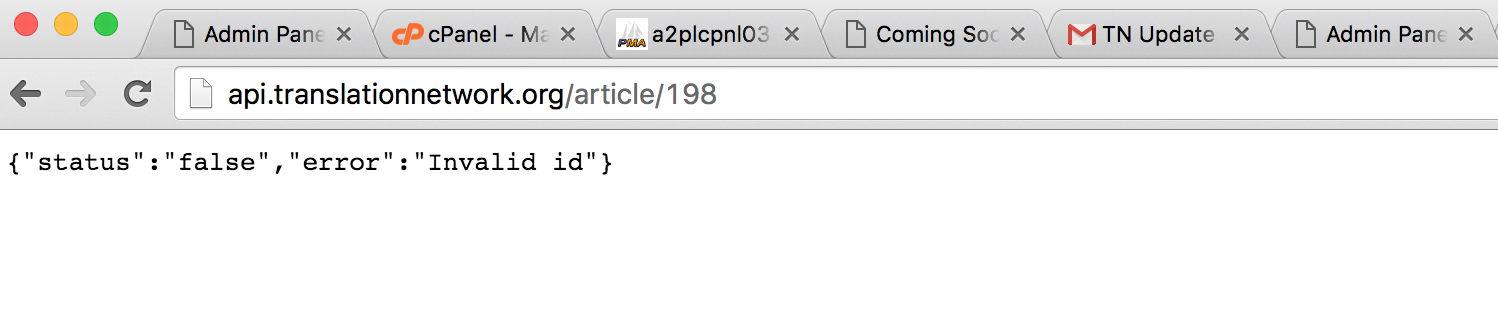 Admin Pane cPanel - Ma PMA a2plcpnl03 Coming Soo TN Update Admin Pane
api.translationnetwork.org/article/198
{"status":"false","error":"Invalid id"}